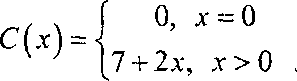 C(x) = { 0, x = 0
7 + 2x, x > 0 .